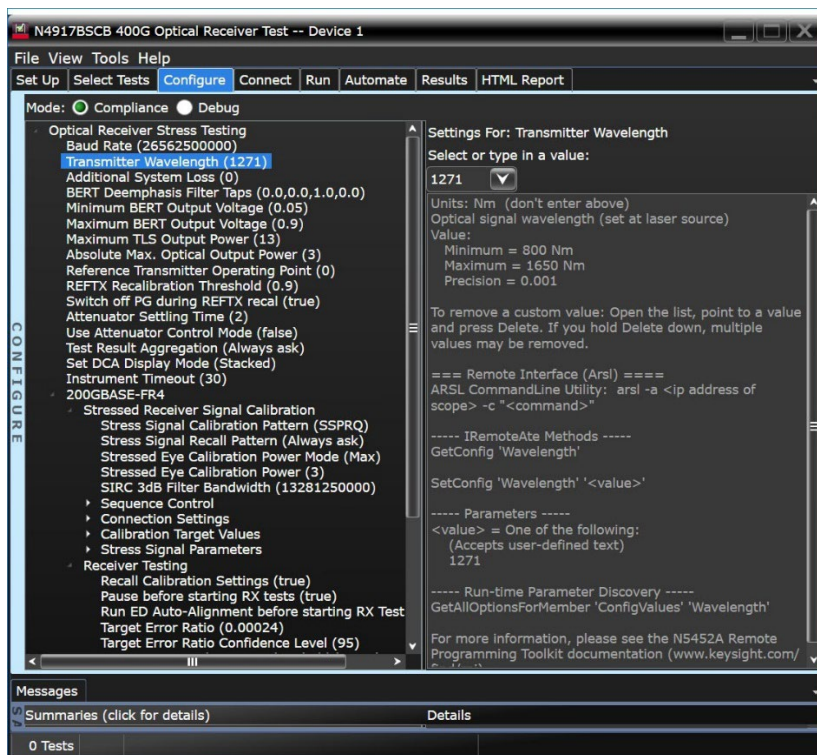 N4917BSCB 400G Optical Receiver Test -- Device 1
File View Tools Help
Set Up Select Tests Configure Connect Run Automate Results HTML Report
Mode: Compliance Debug
CONFIGURE
Optical Receiver Stress Testing
Baud Rate (26562500000)
Transmitter Wavelength (1271)
Additional System Loss (0)
BERT Deemphasis Filter Taps (0.0,0.0,1.0,0.0)
Minimum BERT Output Voltage (0.05)
Maximum BERT Output Voltage (0.9)
Maximum TLS Output Power (13)
Absolute Max. Optical Output Power (3)
Reference Transmitter Operating Point (0)
REFTX Recalibration Threshold (0.9)
Switch off PG during REFTX recal (true)
Attenuator Settling Time (2)
Use Attenuator Control Mode (false)
Test Result Aggregation (Always ask)
Set DCA Display Mode (Stacked)
Instrument Timeout (30)
200GBASE-FR4
Stressed Receiver Signal Calibration
Stress Signal Calibration Pattern (SSPRQ)
Stress Signal Recall Pattern (Always ask)
Stressed Eye Calibration Power Mode (Max)
Stressed Eye Calibration Power (3)
SIRC 3dB Filter Bandwidth (13281250000)
Sequence Control
Connection Settings
Calibration Target Values
Stress Signal Parameters
Receiver Testing
Recall Calibration Settings (true)
Pause before starting RX tests (true)
Run ED Auto-Alignment before starting RX Test
Target Error Ratio (0.00024)
Target Error Ratio Confidence Level (95)
Settings For: Transmitter Wavelength
Select or type in a value:
1271
Units: Nm (don't enter above)
Optical signal wavelength (set at laser source)
Value:
Minimum = 800 Nm
Maximum = 1650 Nm
Precision = 0.001
To remove a custom value: Open the list, point to a value
and press Delete. If you hold Delete down, multiple
values may be removed.
=== Remote Interface (Arsl) ====
ARSL CommandLine Utility: arsl -a <ip address of
scope> -c "<command>"
----- IRemoteAte Methods -----
GetConfig 'Wavelength'
SetConfig 'Wavelength' '<value>'
----- Parameters -----
<value> = One of the following:
(Accepts user-defined text)
1271
----- Run-time Parameter Discovery -----
GetAllOptionsForMember 'ConfigValues' 'Wavelength'
For more information, please see the N5452A Remote
Programming Toolkit documentation (www.keysight.com/
Messages
Summaries (click for details) Details
0 Tests